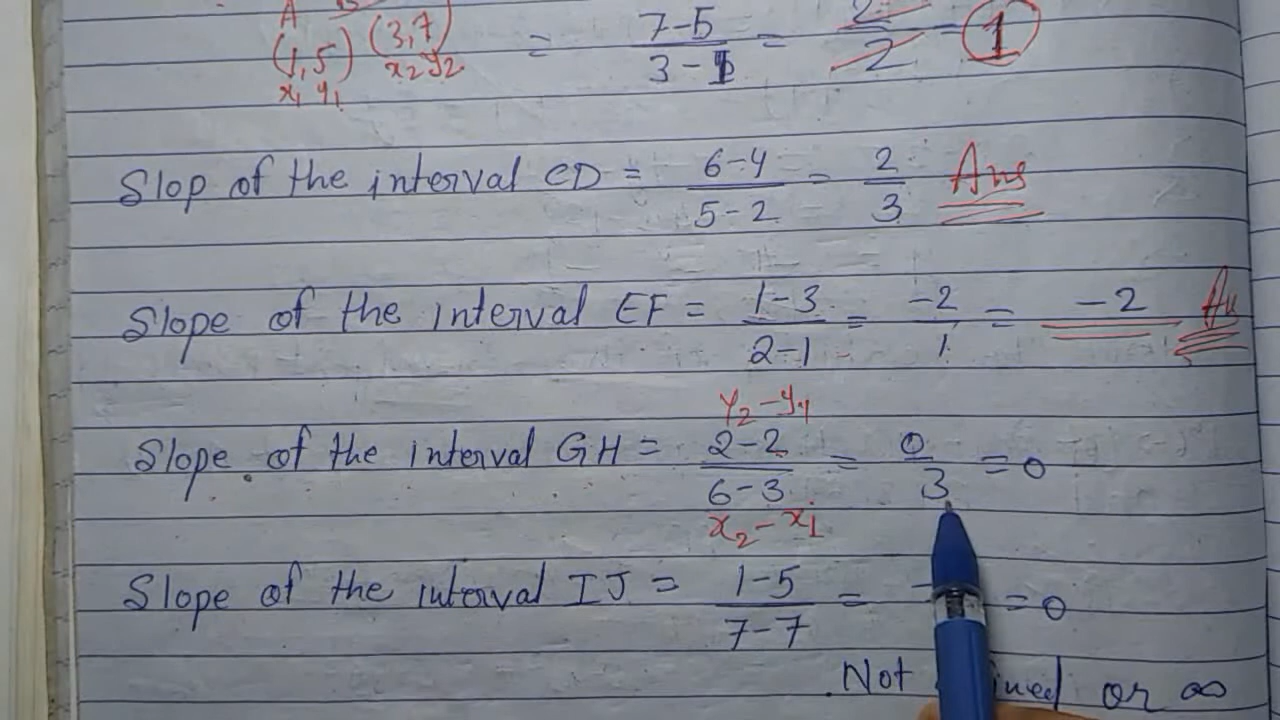 A
(1,5) (3,7) = 7-5/3-1 = 2/2 = 1
x₁ y₁ x₂ y₂
Slop of the interval CD = 6-4/5-2 = 2/3 Ans
Slope of the interval EF = 1-3/2-1 = -2/1 = -2
y₂-y₁
Slope of the interval GH = 2-2/6-3 = 0/3 = 0
x₂-x₁
Slope of the interval IJ = 1-5/7-7 = = 0
Not or ∞